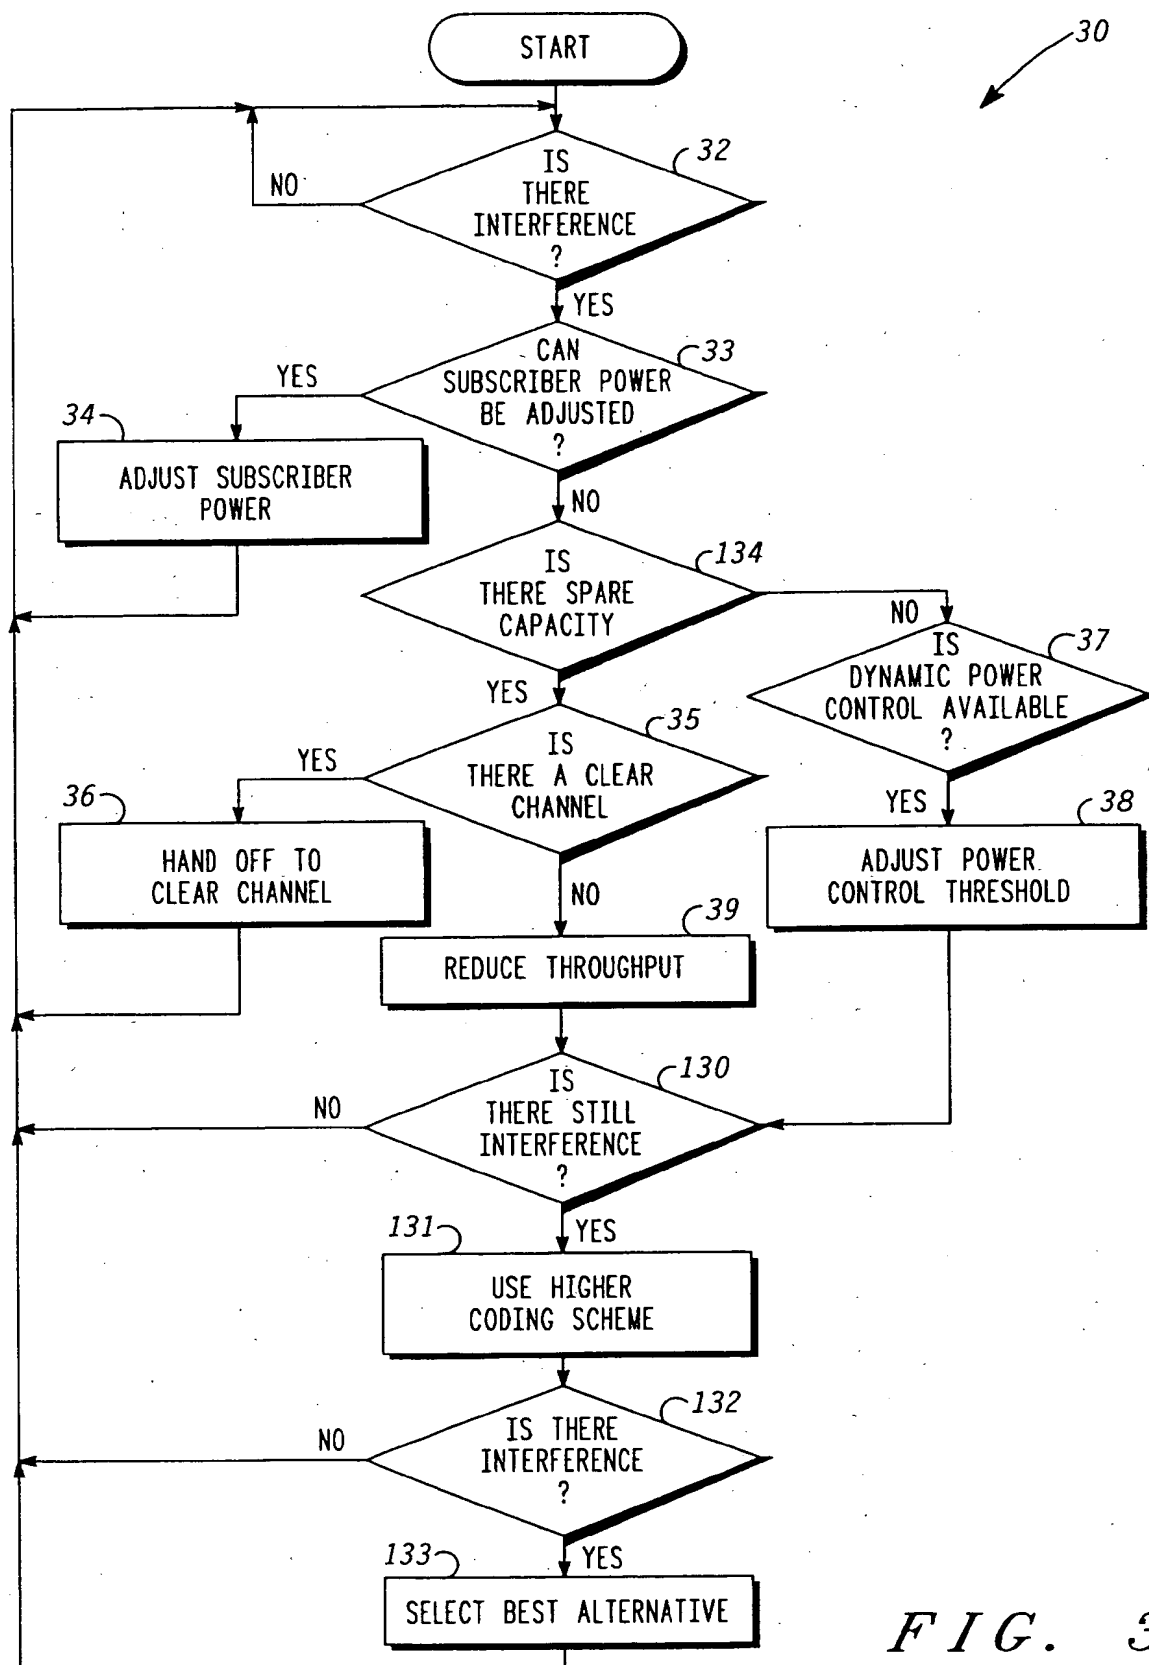 START
30
IS
THERE
INTERFERENCE
?
32
NO
YES
CAN
SUBSCRIBER POWER
BE ADJUSTED
?
33
YES
34
ADJUST SUBSCRIBER
POWER
NO
IS
THERE SPARE
CAPACITY
134
NO
IS
DYNAMIC POWER
CONTROL AVAILABLE
?
37
YES
IS
THERE A CLEAR
CHANNEL
35
YES
36
HAND OFF TO
CLEAR CHANNEL
YES
38
ADJUST POWER
CONTROL THRESHOLD
NO
39
REDUCE THROUGHPUT
IS
THERE STILL
INTERFERENCE
?
130
NO
YES
131
USE HIGHER
CODING SCHEME
IS THERE
INTERFERENCE
?
132
NO
YES
133
SELECT BEST ALTERNATIVE
FIG. 3